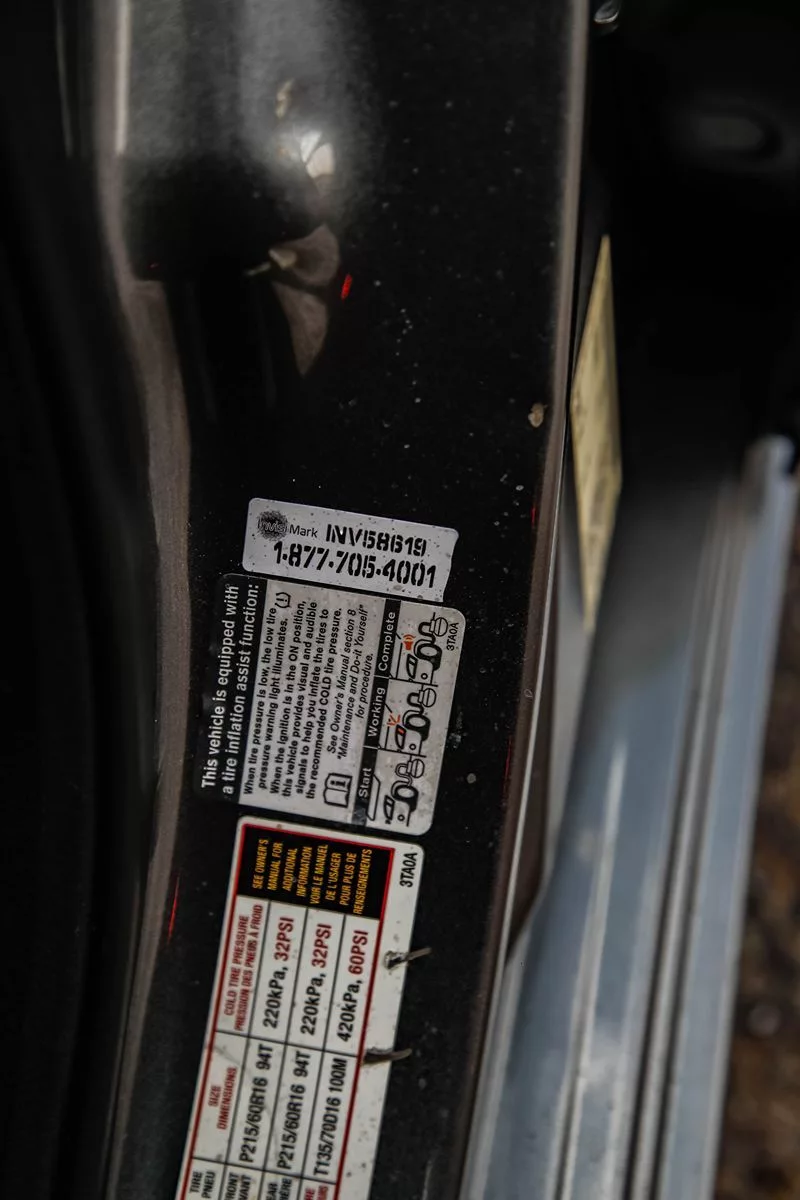 invis Mark INV58619
1·877·705·4001
This vehicle is equipped with
a tire inflation assist function:
When tire pressure is low, the low tire
pressure warning light illuminates.
When the ignition is in the ON position,
this vehicle provides visual and audible
signals to help you inflate the tires to
the recommended COLD tire pressure.
See Owner's Manual section 8
"Maintenance and Do-it Yourself"
for procedure.
Start Working Complete
3TA0A
TIRE
PNEU
SIZE
DIMENSIONS
COLD TIRE PRESSURE
PRESSION DES PNEUS À FROID
P215/60R16 94T 220kPa, 32PSI
P215/60R16 94T 220kPa, 32PSI
T135/70D16 100M 420kPa, 60PSI
SEE OWNER'S
MANUAL FOR
ADDITIONAL
INFORMATION
VOIR LE MANUEL
DE L'USAGER
POUR PLUS DE
RENSEIGNEMENTS
3TA0A